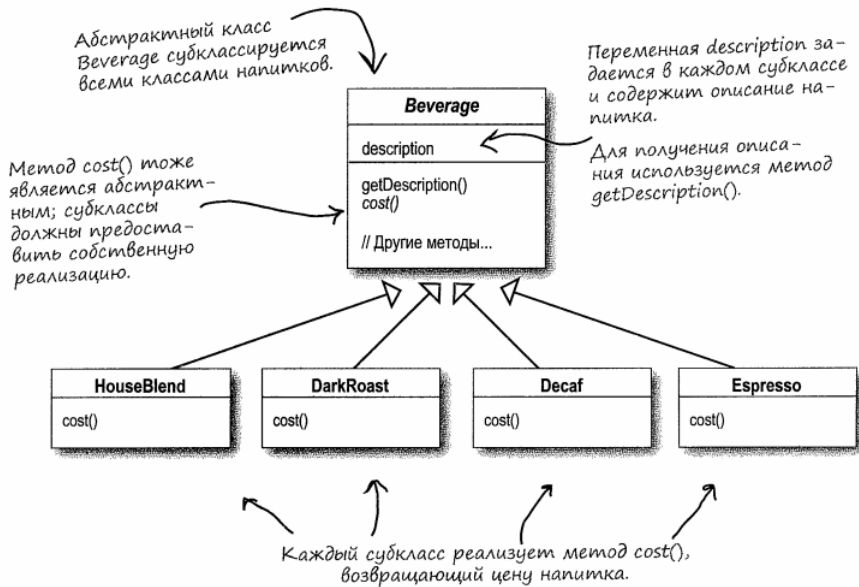 Абстрактный класс
Beverage субклассируется
всеми классами напитков.
Переменная description за-
дается в каждом субклассе
и содержит описание на-
питка.
Для получения описа-
ния используется метод
getDescription().
Метод cost() тоже
является абстракт-
ным; субклассы
должны предоста-
вить собственную
реализацию.
Beverage
description
getDescription()
cost()
// Другие методы...
HouseBlend
cost()
DarkRoast
cost()
Decaf
cost()
Espresso
cost()
Каждый субкласс реализует метод cost(),
возвращающий цену напитка.